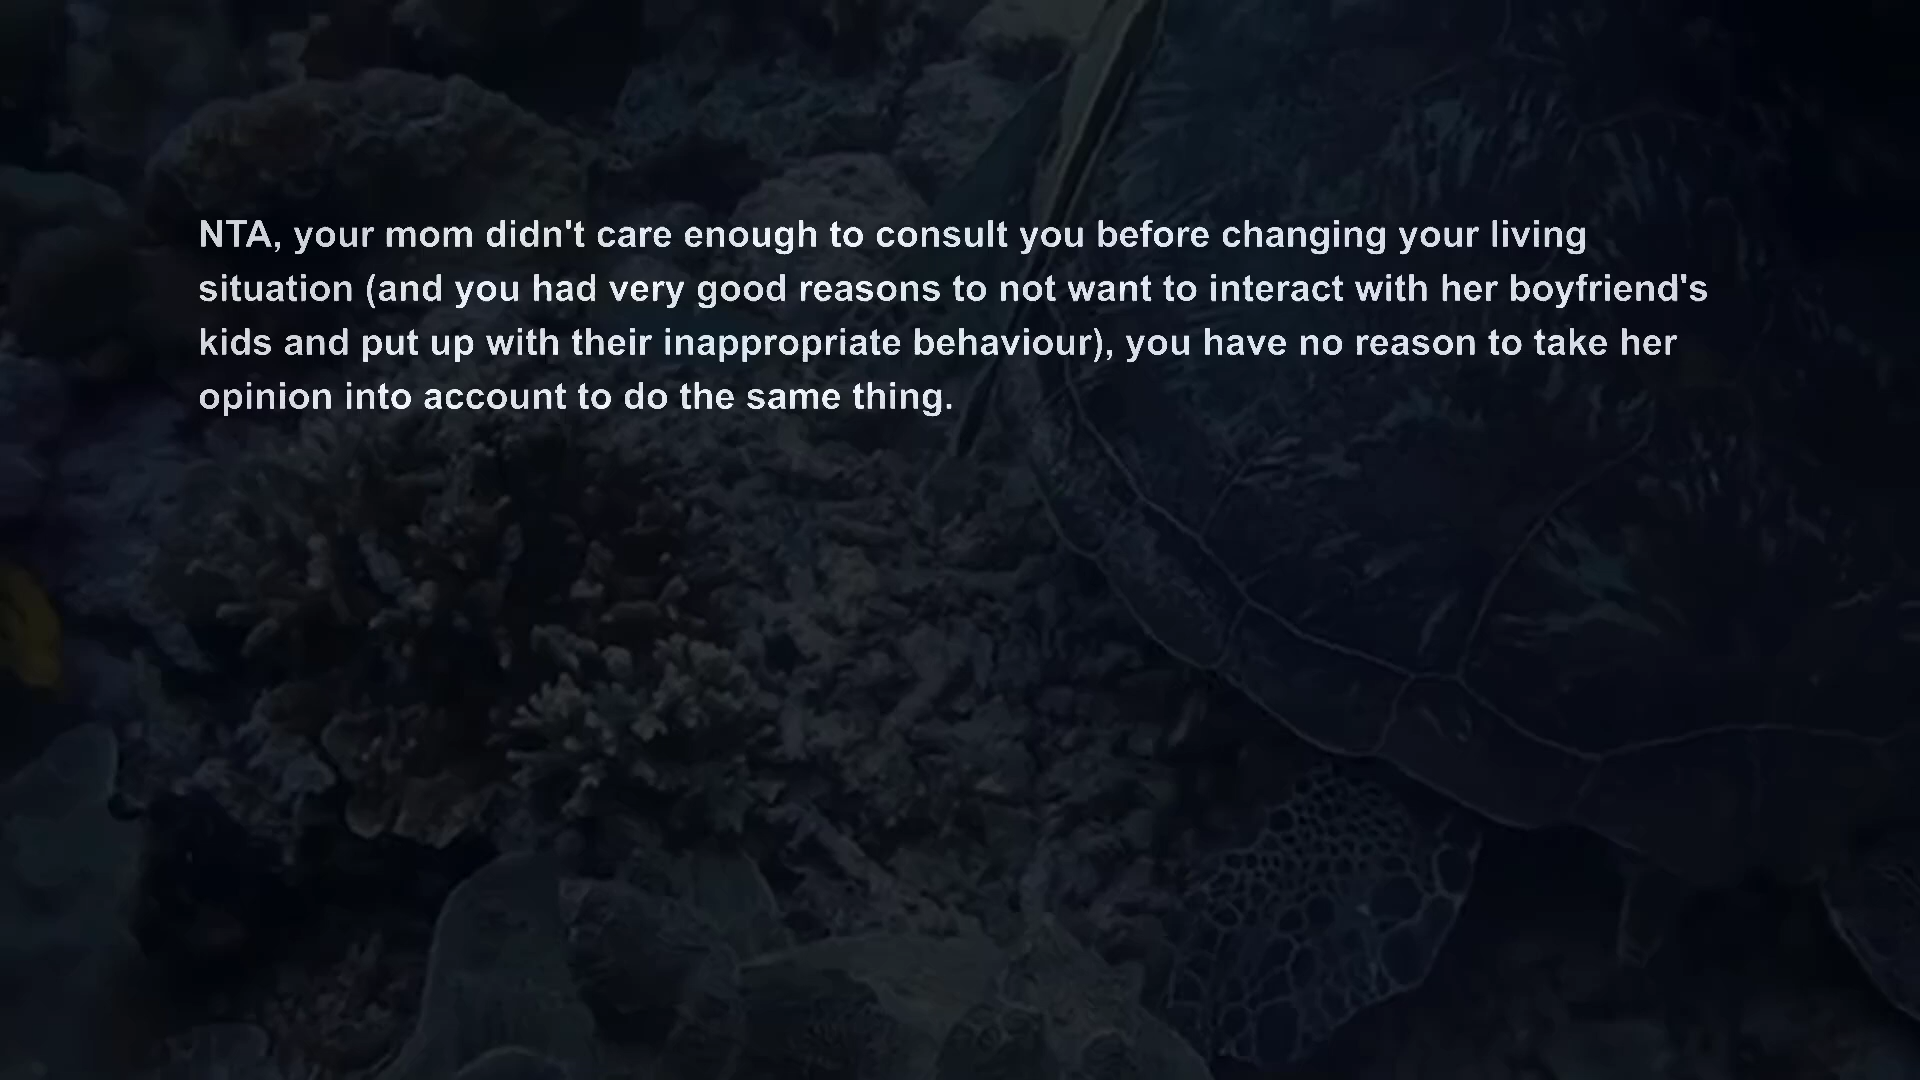 NTA, your mom didn't care enough to consult you before changing your living
situation (and you had very good reasons to not want to interact with her boyfriend's
kids and put up with their inappropriate behaviour), you have no reason to take her
opinion into account to do the same thing.